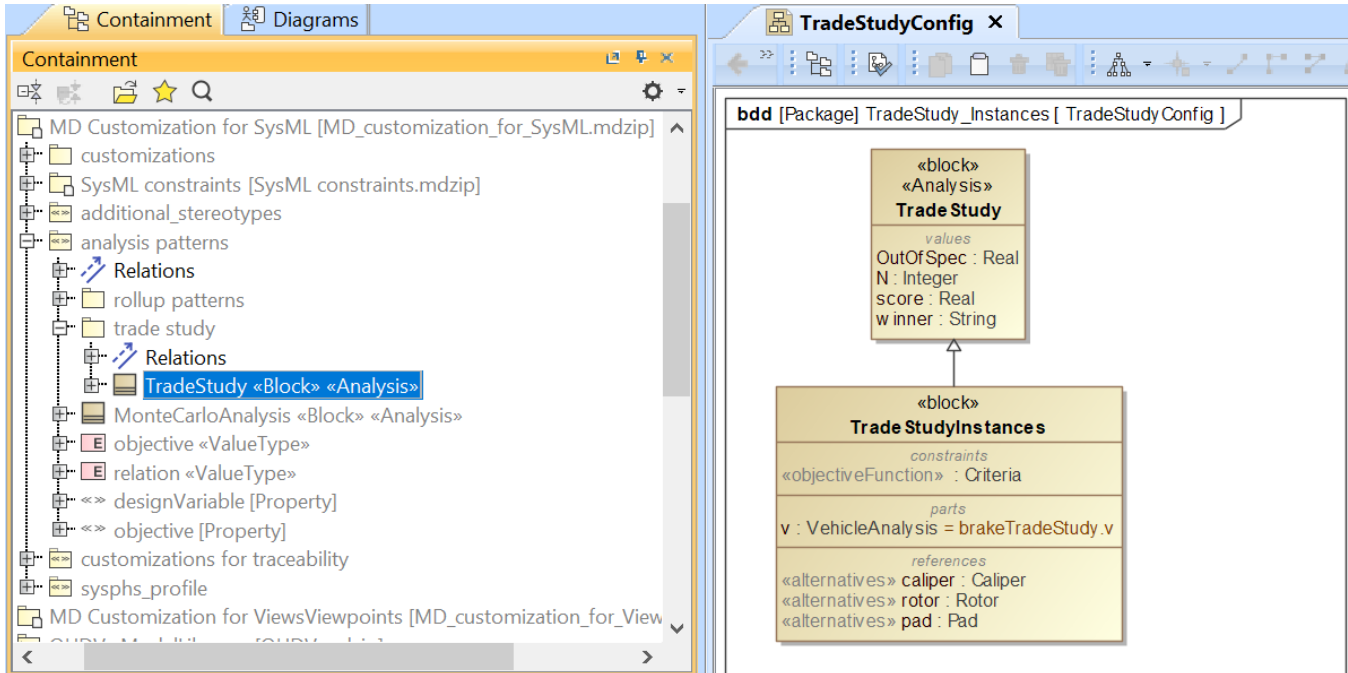 Containment
Diagrams
Containment
MD Customization for SysML [MD_customization_for_SysML.mdzip]
customizations
SysML constraints [SysML constraints.mdzip]
additional_stereotypes
analysis patterns
Relations
rollup patterns
trade study
Relations
TradeStudy «Block» «Analysis»
MonteCarloAnalysis «Block» «Analysis»
E objective «ValueType»
E relation «ValueType»
«» designVariable [Property]
«» objective [Property]
customizations for traceability
sysphs_profile
MD Customization for ViewsViewpoints [MD_customization_for_View
TradeStudyConfig
bdd [Package] TradeStudy_Instances [ TradeStudyConfig ]
«block»
«Analysis»
TradeStudy
values
OutOfSpec : Real
N : Integer
score : Real
winner : String
«block»
TradeStudyInstances
constraints
«objectiveFunction» : Criteria
parts
v : VehicleAnalysis = brakeTradeStudy.v
references
«alternatives» caliper : Caliper
«alternatives» rotor : Rotor
«alternatives» pad : Pad